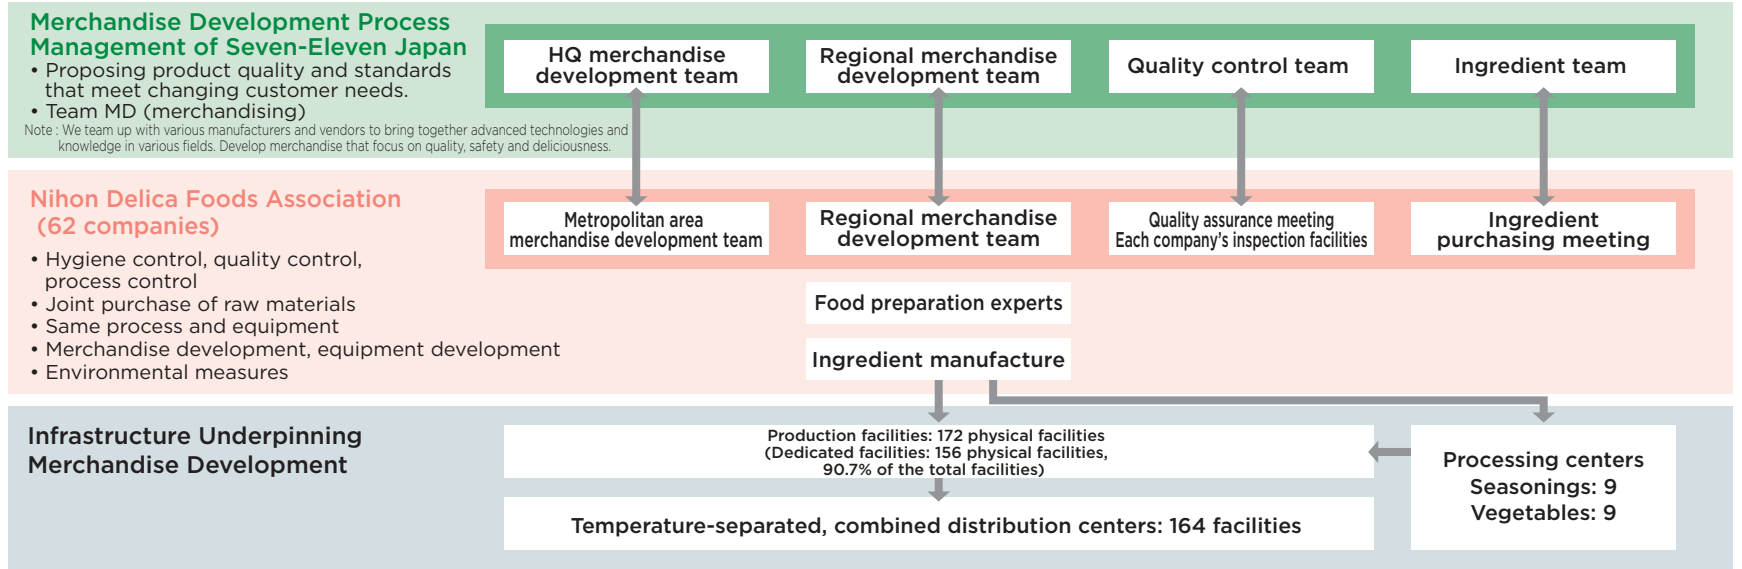 Merchandise Development Process
Management of Seven-Eleven Japan
• Proposing product quality and standards
that meet changing customer needs.
• Team MD (merchandising)
Note : We team up with various manufacturers and vendors to bring together advanced technologies and
knowledge in various fields. Develop merchandise that focus on quality, safety and deliciousness.
HQ merchandise
development team
Regional merchandise
development team
Quality control team
Ingredient team
Nihon Delica Foods Association
(62 companies)
• Hygiene control, quality control,
process control
• Joint purchase of raw materials
• Same process and equipment
• Merchandise development, equipment development
• Environmental measures
Metropolitan area
merchandise development team
Regional merchandise
development team
Quality assurance meeting
Each company's inspection facilities
Ingredient
purchasing meeting
Food preparation experts
Ingredient manufacture
Infrastructure Underpinning
Merchandise Development
Production facilities: 172 physical facilities
(Dedicated facilities: 156 physical facilities,
90.7% of the total facilities)
Temperature-separated, combined distribution centers: 164 facilities
Processing centers
Seasonings: 9
Vegetables: 9